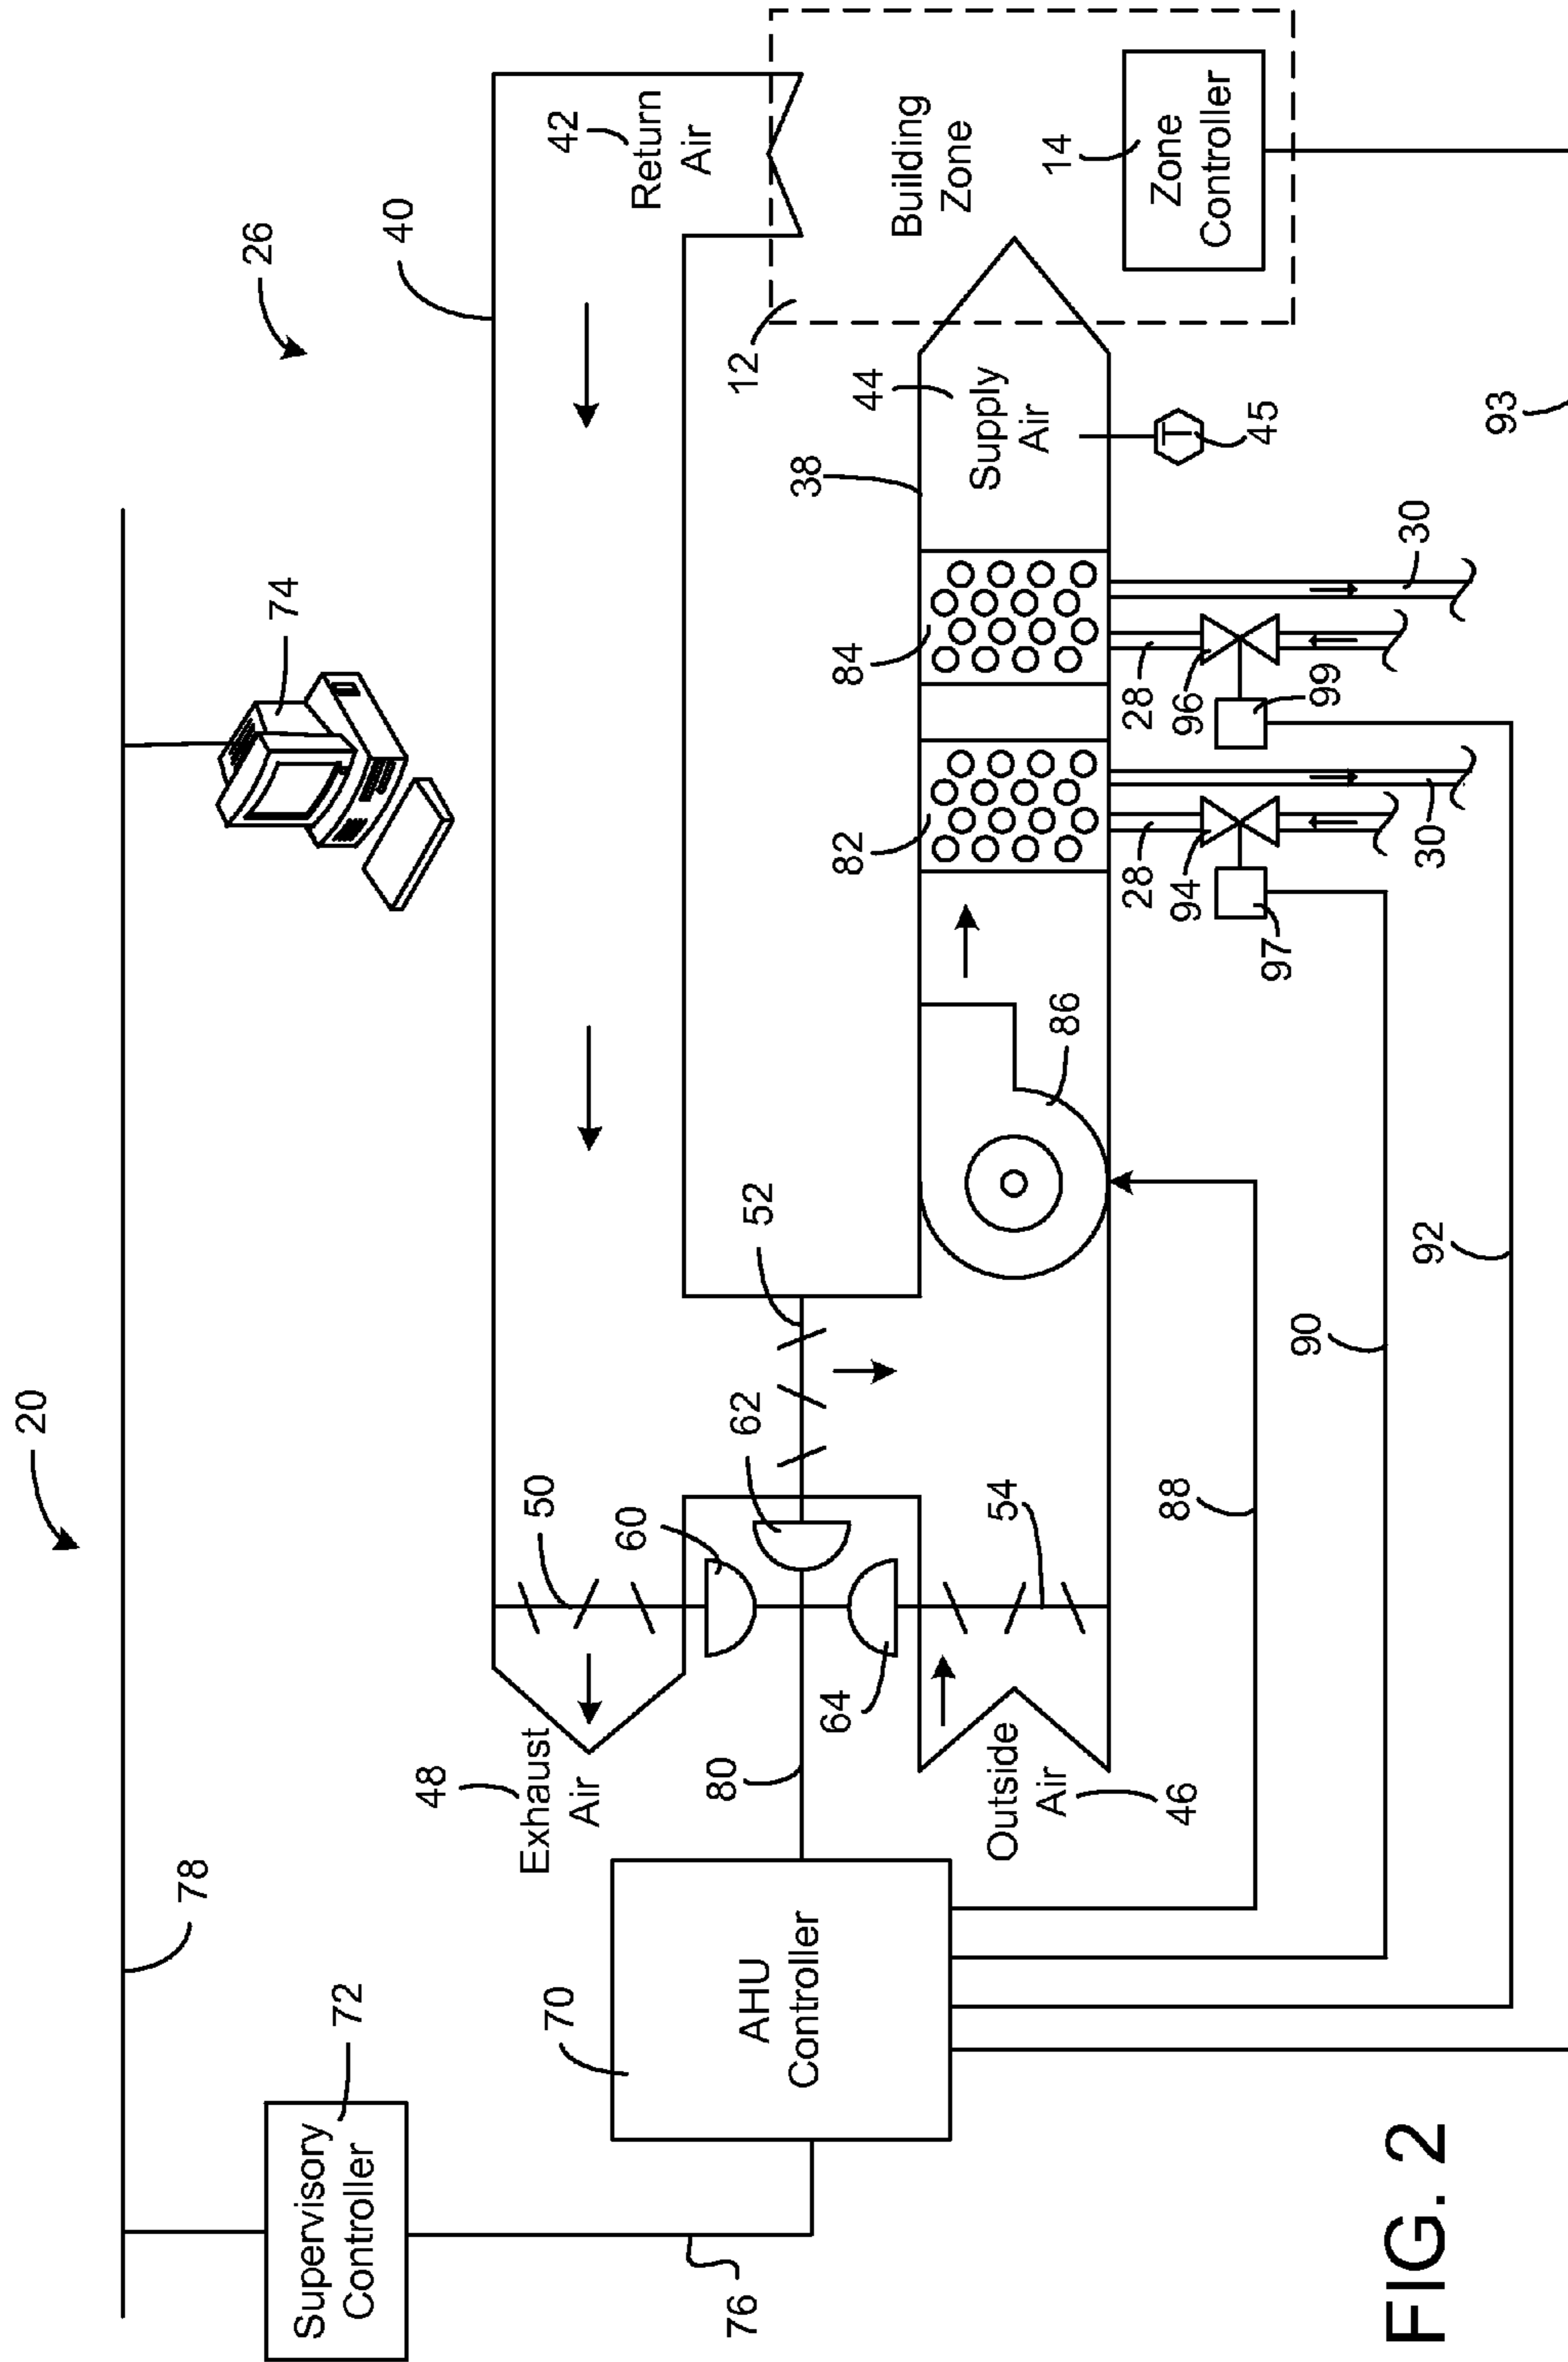 20
26
78
74
72
Supervisory
Controller
76
40
42
Return
Air
48
Exhaust
Air
50
60
62
52
12
Building
Zone
14
Zone
Controller
70
AHU
Controller
80
64
54
Outside
Air
46
86
82
84
38
44
Supply
Air
45
28
28
94
96
97
99
30
30
88
90
92
93
FIG. 2
T